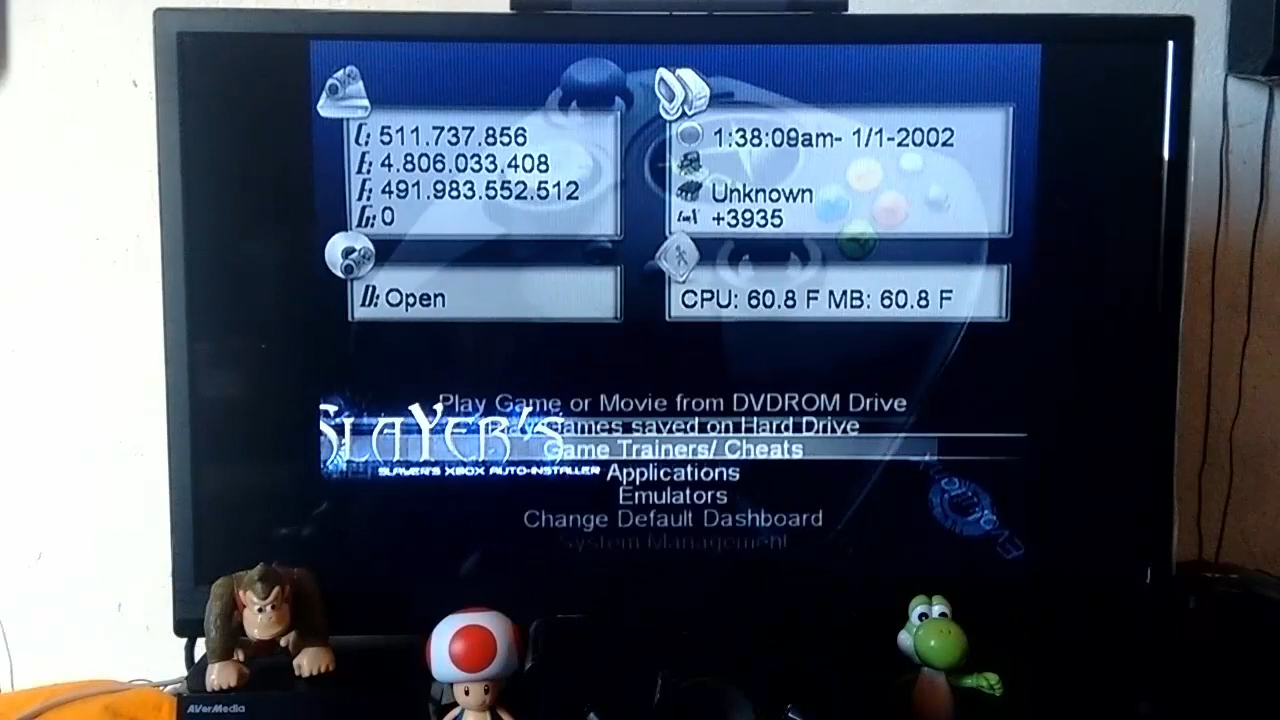 C: 511.737.856
E: 4.806.033.408
F: 491.983.552.512
G: 0
1:38:09am- 1/1-2002
Unknown
+3935
D: Open
CPU: 60.8 F MB: 60.8 F
Play Game or Movie from DVDROM Drive
Games saved on Hard Drive
SLAYER'S
Game Trainers/ Cheats
SLAYER'S XBOX AUTO-INSTALLER
Applications
Emulators
Change Default Dashboard
System Management
AVerMedia